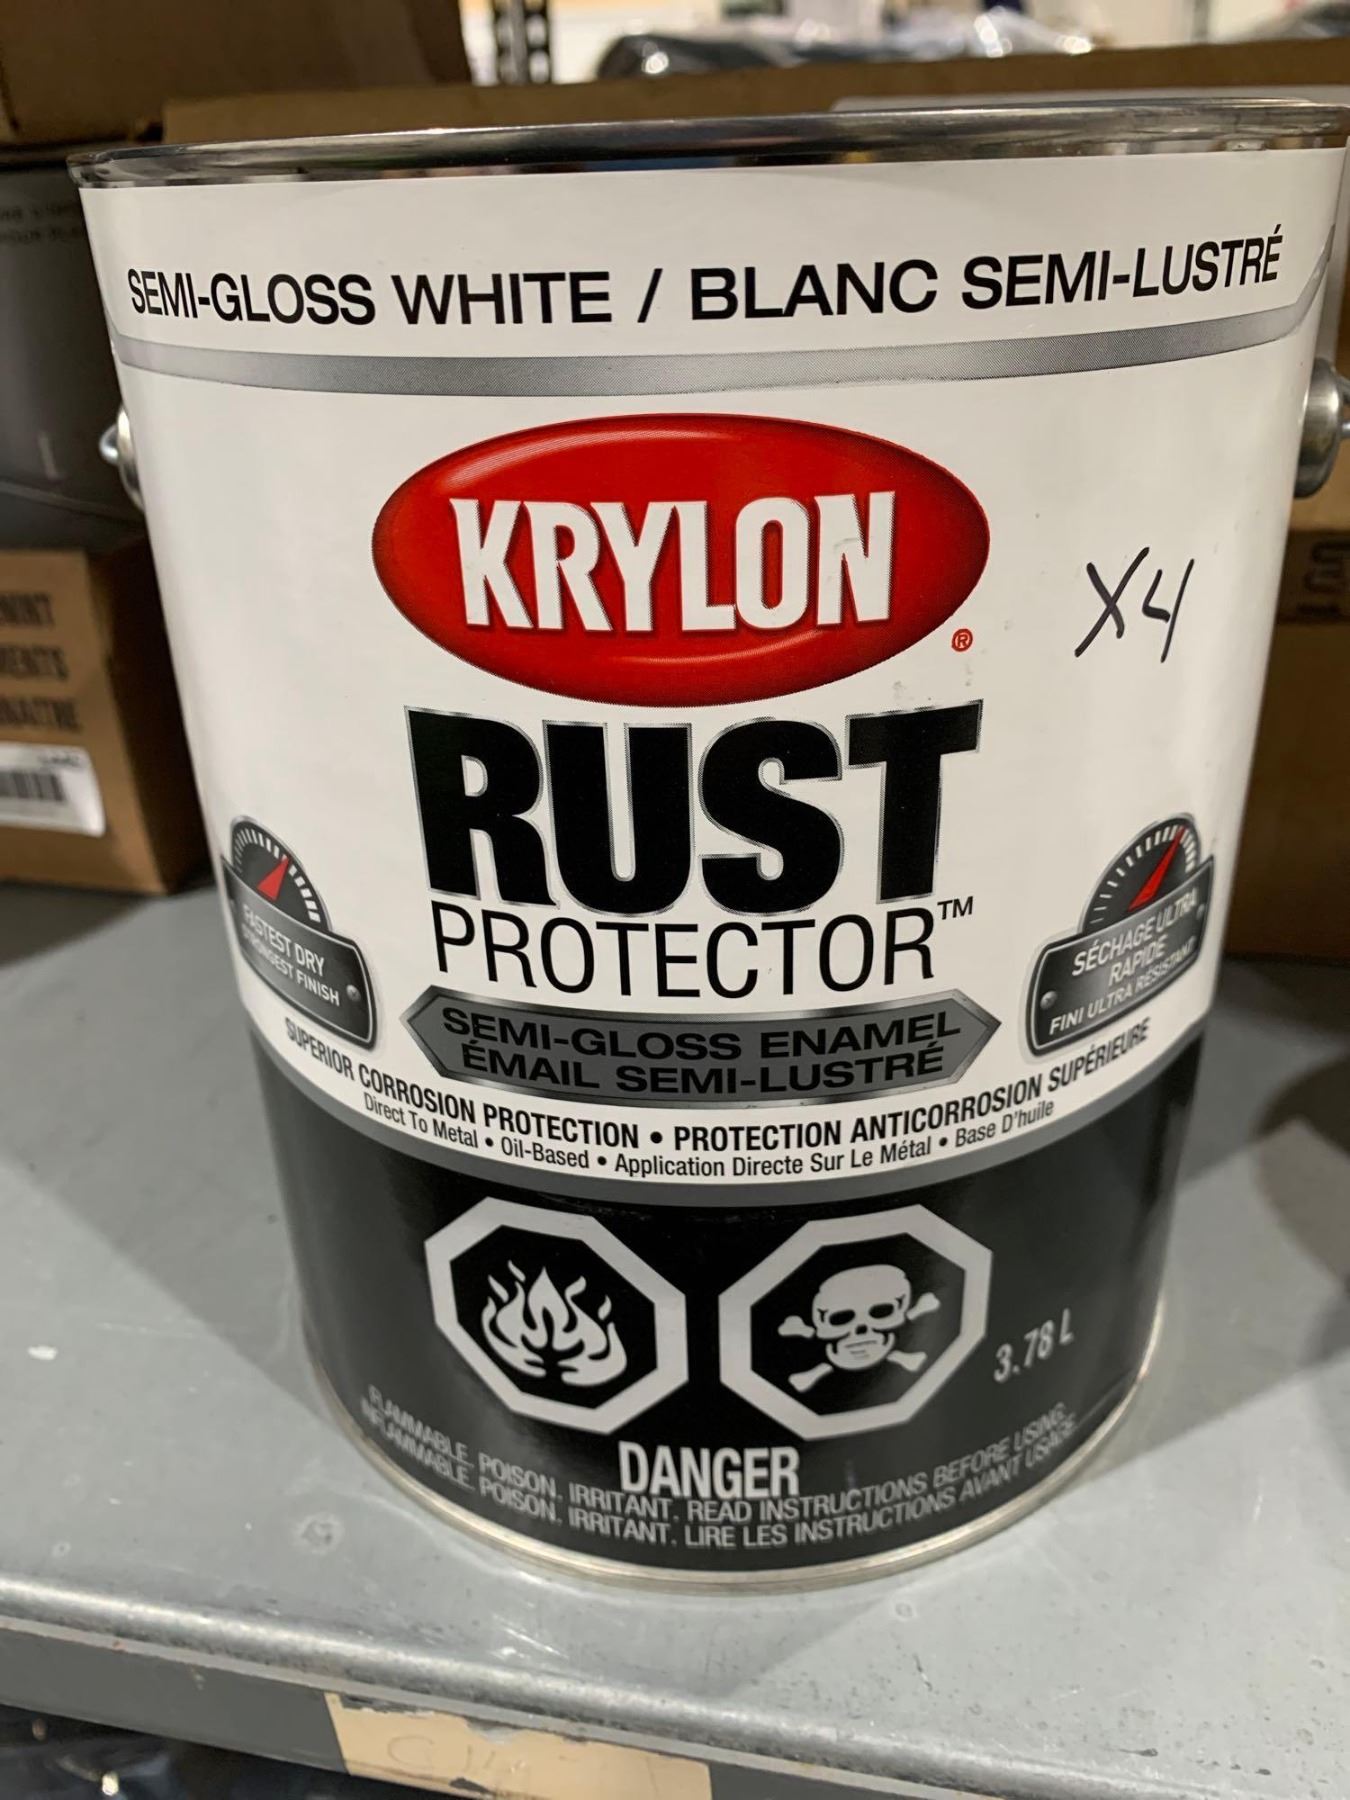 SEMI-GLOSS WHITE / BLANC SEMI-LUSTRÉ
KRYLON®
X4
RUST
PROTECTOR™
FASTEST DRY
STRONGEST FINISH
SÉCHAGE ULTRA
RAPIDE
FINI ULTRA RÉSISTANT
SEMI-GLOSS ENAMEL
ÉMAIL SEMI-LUSTRÉ
SUPERIOR CORROSION PROTECTION • PROTECTION ANTICORROSION SUPÉRIEURE
Direct To Metal • Oil-Based • Application Directe Sur Le Métal • Base D'huile
3.78 L
DANGER
FLAMMABLE. POISON. IRRITANT. READ INSTRUCTIONS BEFORE USING.
INFLAMMABLE. POISON. IRRITANT. LIRE LES INSTRUCTIONS AVANT USAGE.